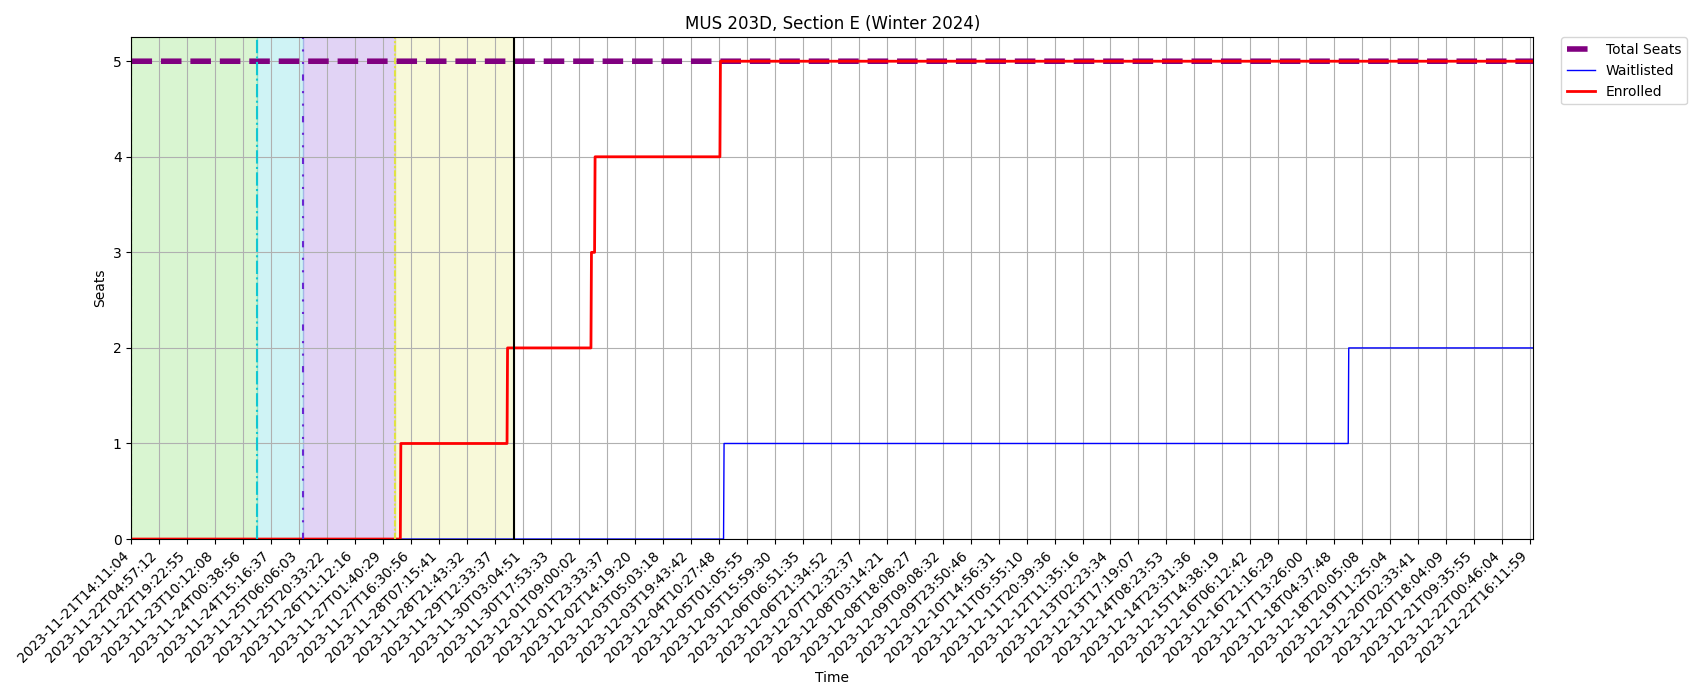 MUS 203D, Section E (Winter 2024)
Total Seats
Waitlisted
Enrolled
5
4
3
2
1
0
Seats
2023-11-21T14:11:04
2023-11-22T04:57:12
2023-11-22T19:22:55
2023-11-23T10:12:08
2023-11-24T00:38:56
2023-11-24T15:16:37
2023-11-25T06:06:03
2023-11-25T20:33:22
2023-11-26T11:12:16
2023-11-27T01:40:29
2023-11-27T16:30:56
2023-11-28T07:15:41
2023-11-28T21:43:32
2023-11-29T12:33:37
2023-11-30T03:04:51
2023-11-30T17:53:33
2023-12-01T09:00:02
2023-12-01T23:33:37
2023-12-02T14:19:20
2023-12-03T05:03:18
2023-12-03T19:43:42
2023-12-04T10:27:48
2023-12-05T01:05:55
2023-12-05T15:59:30
2023-12-06T06:51:35
2023-12-06T21:34:52
2023-12-07T12:32:37
2023-12-08T03:14:21
2023-12-08T18:08:27
2023-12-09T09:08:32
2023-12-09T23:50:46
2023-12-10T14:56:31
2023-12-11T05:55:10
2023-12-11T20:39:36
2023-12-12T11:35:16
2023-12-13T02:23:34
2023-12-13T17:19:07
2023-12-14T08:23:53
2023-12-14T23:31:36
2023-12-15T14:38:19
2023-12-16T06:12:42
2023-12-16T21:16:29
2023-12-17T13:26:00
2023-12-18T04:37:48
2023-12-18T20:05:08
2023-12-19T11:25:04
2023-12-20T02:33:41
2023-12-20T18:04:09
2023-12-21T09:35:55
2023-12-22T00:46:04
2023-12-22T16:11:59
Time